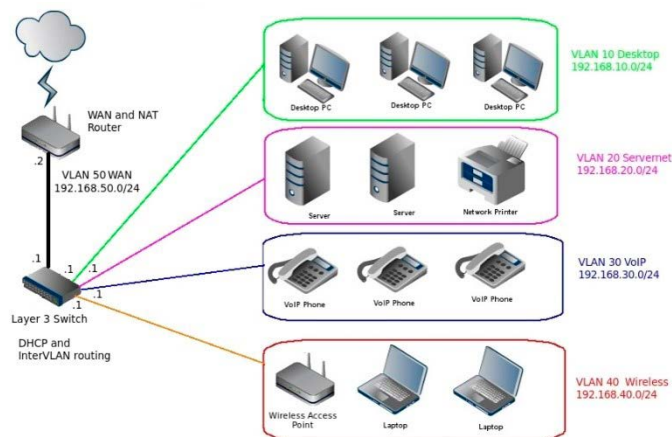 WAN and NAT
Router
.2
VLAN 50 WAN
192.168.50.0/24
.1
.1
.1
.1
.1
Layer 3 Switch
DHCP and
InterVLAN routing
Desktop PC
Desktop PC
Desktop PC
VLAN 10 Desktop
192.168.10.0/24
Server
Server
Network Printer
VLAN 20 Servernet
192.168.20.0/24
VoIP Phone
VoIP Phone
VoIP Phone
VLAN 30 VoIP
192.168.30.0/24
Wireless Access
Point
Laptop
Laptop
VLAN 40 Wireless
192.168.40.0/24